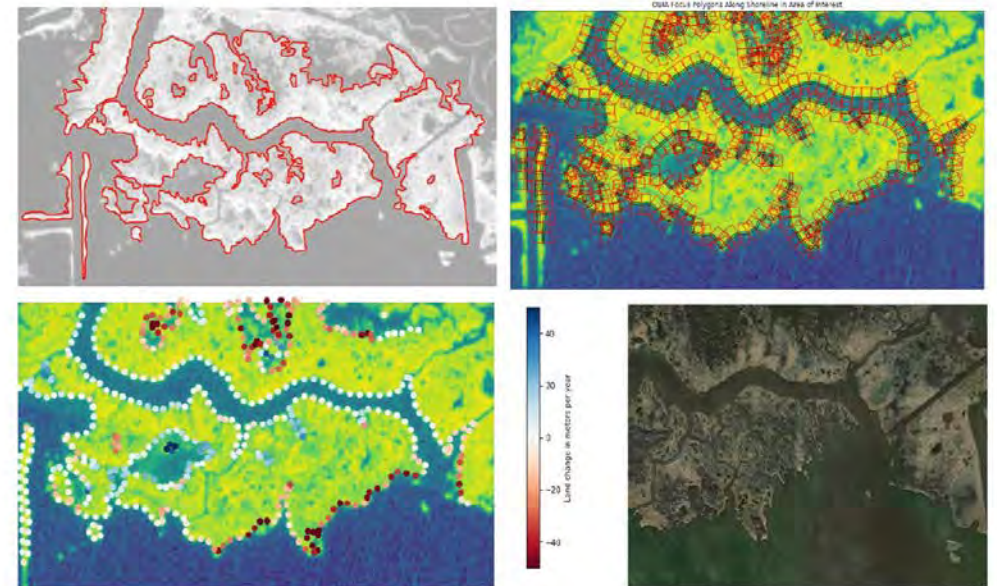 OBIA Focus Polygons Along Shoreline in Area of Interest
40
20
0
−20
−40
Land change in meters per year